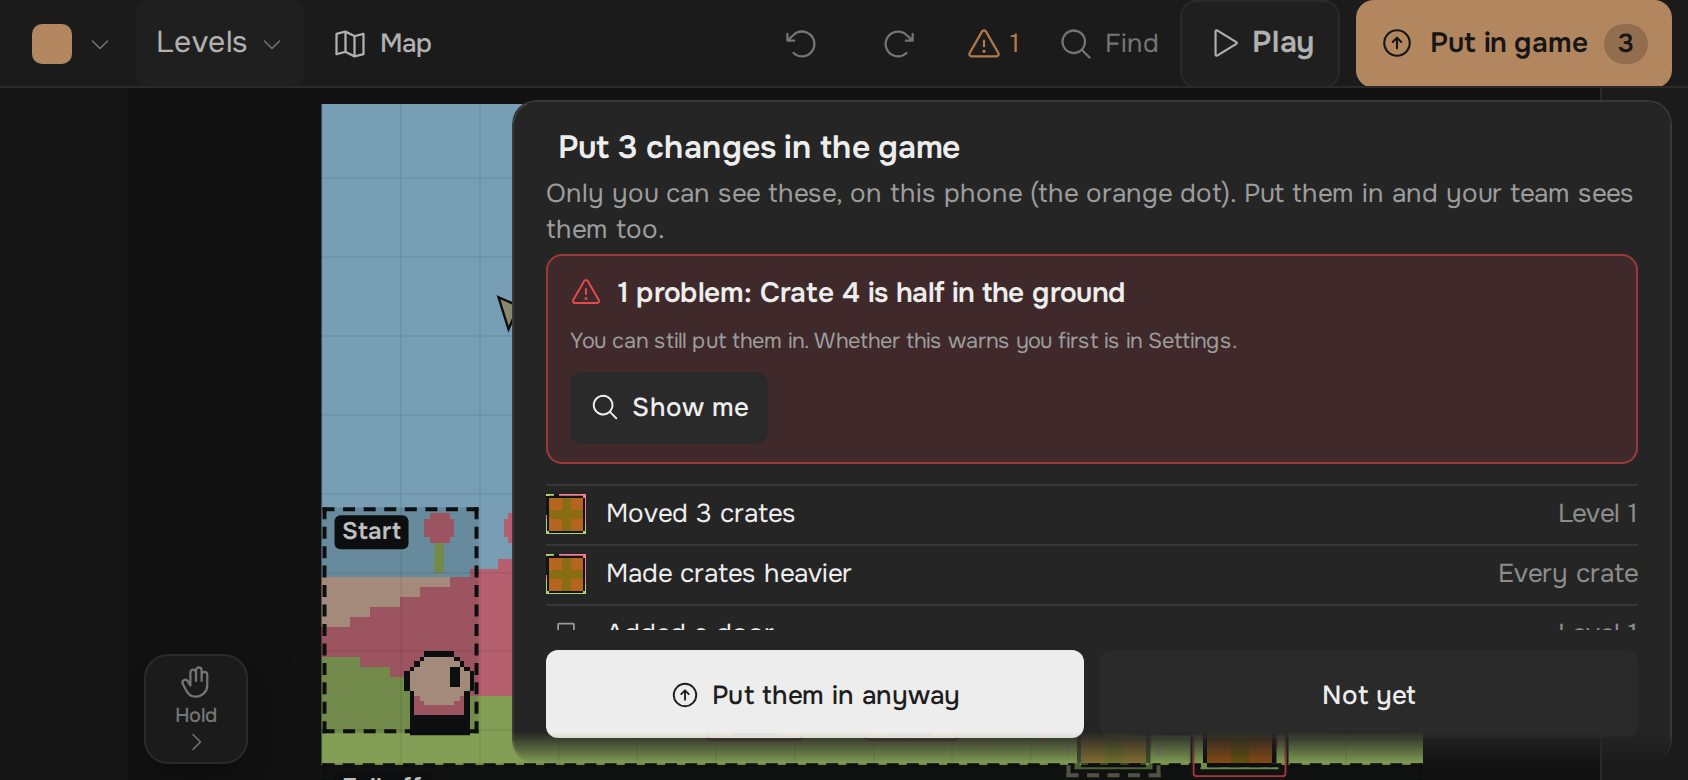 Levels
Map
1
Find
Play
Put in game 3
Put 3 changes in the game
Only you can see these, on this phone (the orange dot). Put them in and your team sees
them too.
1 problem: Crate 4 is half in the ground
You can still put them in. Whether this warns you first is in Settings.
Show me
Moved 3 crates
Level 1
Made crates heavier
Every crate
Added a door
Level 1
Start
Hold
Put them in anyway
Not yet